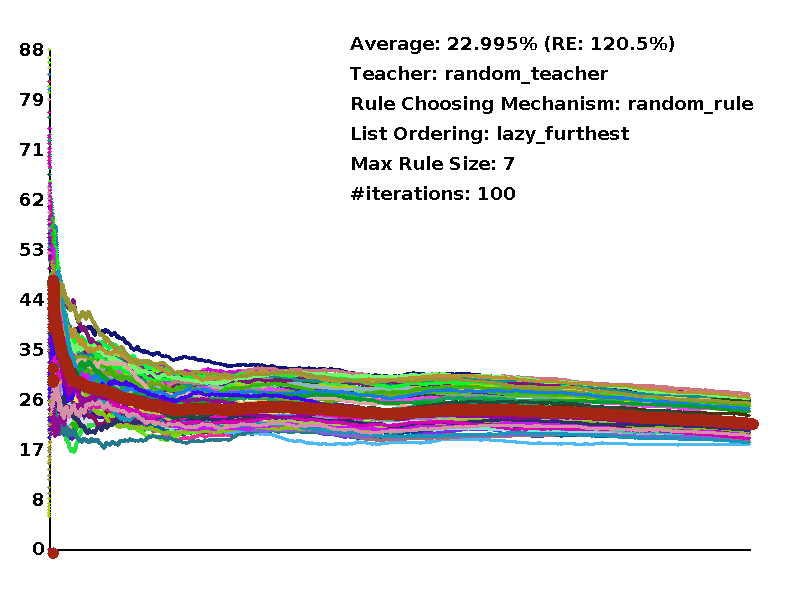 Average: 22.995% (RE: 120.5%)
Teacher: random_teacher
Rule Choosing Mechanism: random_rule
List Ordering: lazy_furthest
Max Rule Size: 7
#iterations: 100
88
79
71
62
53
44
35
26
17
8
0